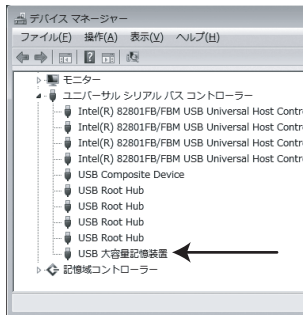 デバイス マネージャー
ファイル(F) 操作(A) 表示(V) ヘルプ(H)
モニター
ユニバーサル シリアル バス コントローラー
Intel(R) 82801FB/FBM USB Universal Host Contr
Intel(R) 82801FB/FBM USB Universal Host Contr
Intel(R) 82801FB/FBM USB Universal Host Contr
Intel(R) 82801FB/FBM USB Universal Host Contr
USB Composite Device
USB Root Hub
USB Root Hub
USB Root Hub
USB Root Hub
USB 大容量記憶装置
記憶域コントローラー